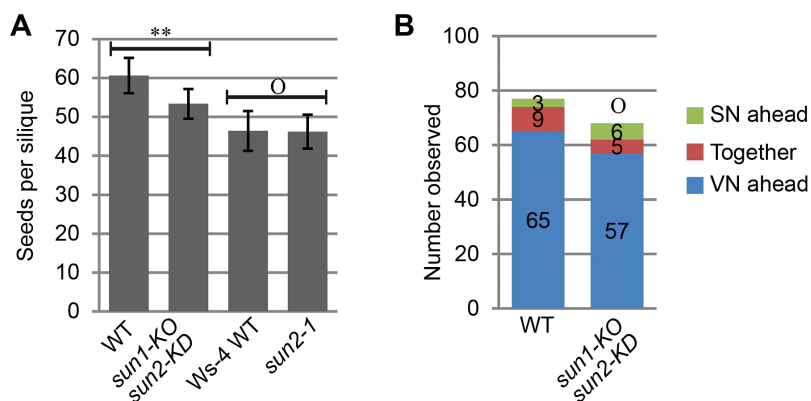 A
Seeds per silique
70
60
50
40
30
20
10
0
**
O
WT
sun1-KO
sun2-KD
Ws-4 WT
sun2-1
B
Number observed
100
80
60
40
20
0
3
9
65
O
6
5
57
WT
sun1-KO
sun2-KD
SN ahead
Together
VN ahead